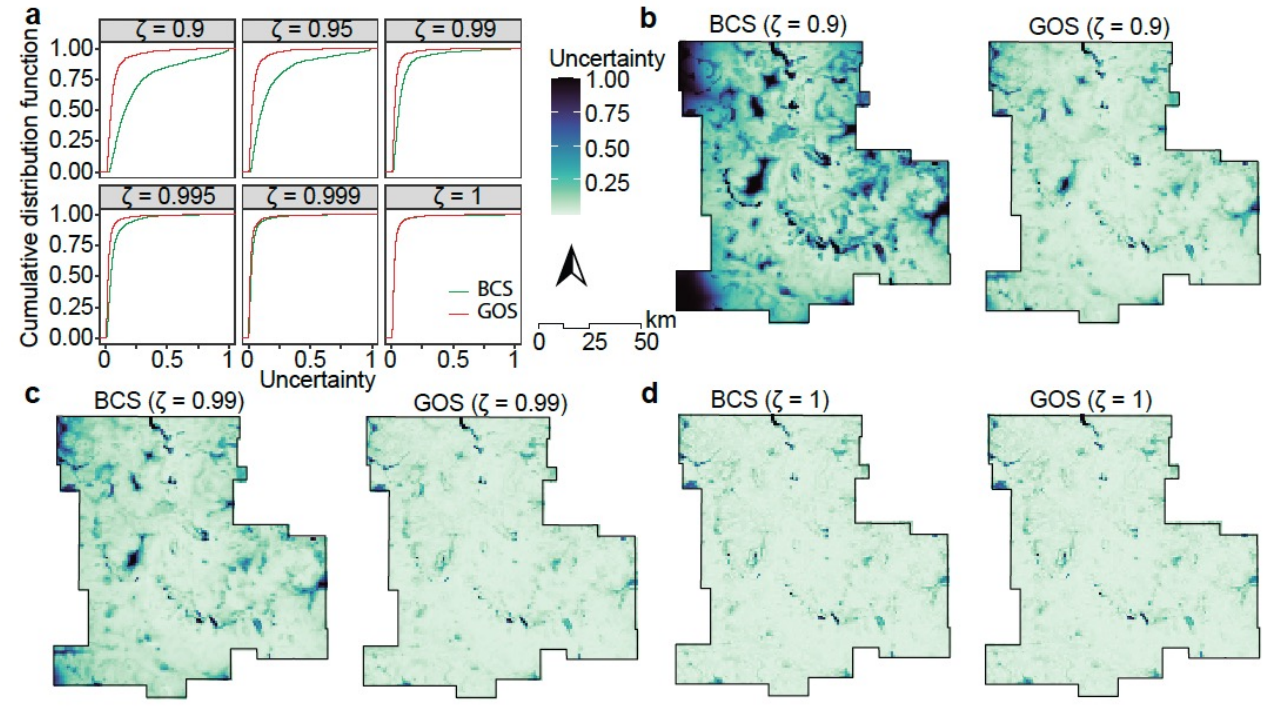 a
ζ = 0.9 ζ = 0.95 ζ = 0.99
Cumulative distribution function
1.00
0.75
0.50
0.25
0.00
ζ = 0.995 ζ = 0.999 ζ = 1
1.00
0.75
0.50
0.25
0.00
BCS
GOS
0 0.5 1 0 0.5 1 0 0.5 1
Uncertainty
Uncertainty
1.00
0.75
0.50
0.25
km
0 25 50
b
BCS (ζ = 0.9) GOS (ζ = 0.9)
c
BCS (ζ = 0.99) GOS (ζ = 0.99)
d
BCS (ζ = 1) GOS (ζ = 1)